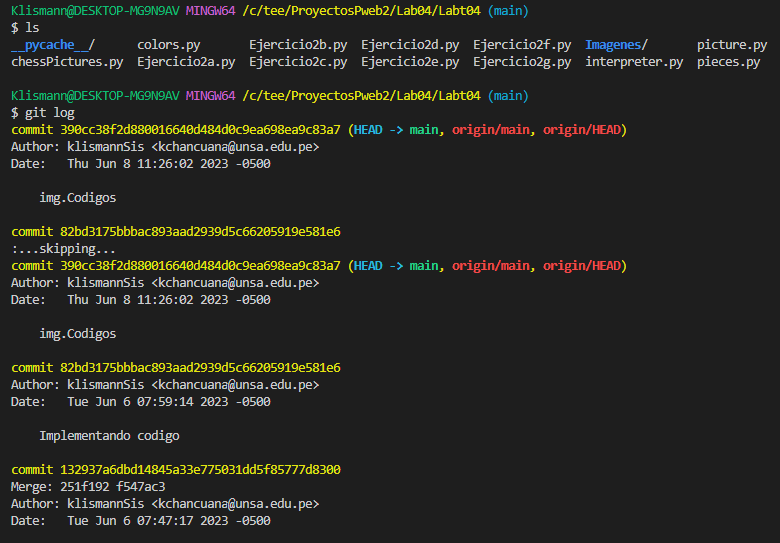 Klismann@DESKTOP-MG9N9AV MINGW64 /c/tee/ProyectosPweb2/Lab04/Labt04 (main)
$ ls
__pycache__/ colors.py Ejercicio2b.py Ejercicio2d.py Ejercicio2f.py Imagenes/ picture.py
chessPictures.py Ejercicio2a.py Ejercicio2c.py Ejercicio2e.py Ejercicio2g.py interpreter.py pieces.py
Klismann@DESKTOP-MG9N9AV MINGW64 /c/tee/ProyectosPweb2/Lab04/Labt04 (main)
$ git log
commit 390cc38f2d880016640d484d0c9ea698ea9c83a7 (HEAD -> main, origin/main, origin/HEAD)
Author: klismannSis <kchancuana@unsa.edu.pe>
Date:   Thu Jun 8 11:26:02 2023 -0500
img.Codigos
commit 82bd3175bbbac893aad2939d5c66205919e581e6
:...skipping...
commit 390cc38f2d880016640d484d0c9ea698ea9c83a7 (HEAD -> main, origin/main, origin/HEAD)
Author: klismannSis <kchancuana@unsa.edu.pe>
Date:   Thu Jun 8 11:26:02 2023 -0500
img.Codigos
commit 82bd3175bbbac893aad2939d5c66205919e581e6
Author: klismannSis <kchancuana@unsa.edu.pe>
Date:   Tue Jun 6 07:59:14 2023 -0500
Implementando codigo
commit 132937a6dbd14845a33e775031dd5f85777d8300
Merge: 251f192 f547ac3
Author: klismannSis <kchancuana@unsa.edu.pe>
Date:   Tue Jun 6 07:47:17 2023 -0500